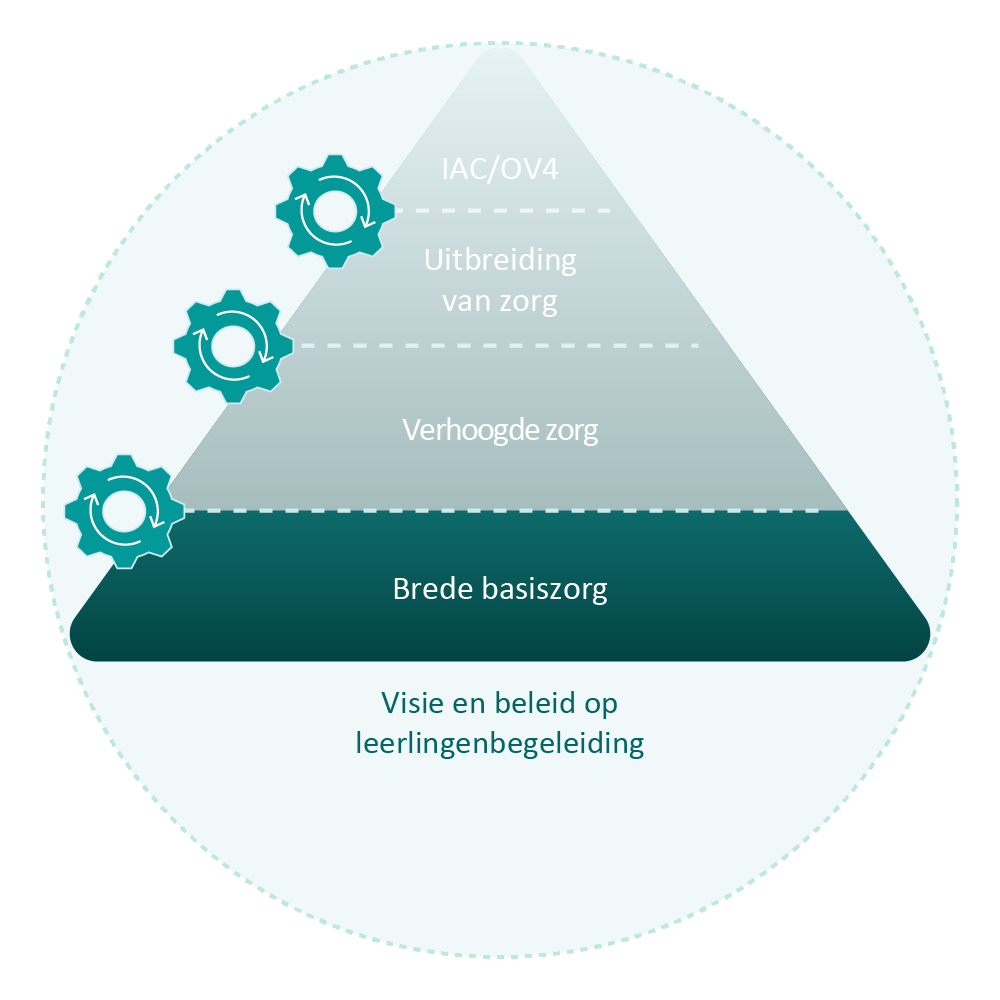 IAC/OV4
Uitbreiding
van zorg
Verhoogde zorg
Brede basiszorg
Visie en beleid op
leerlingenbegeleiding